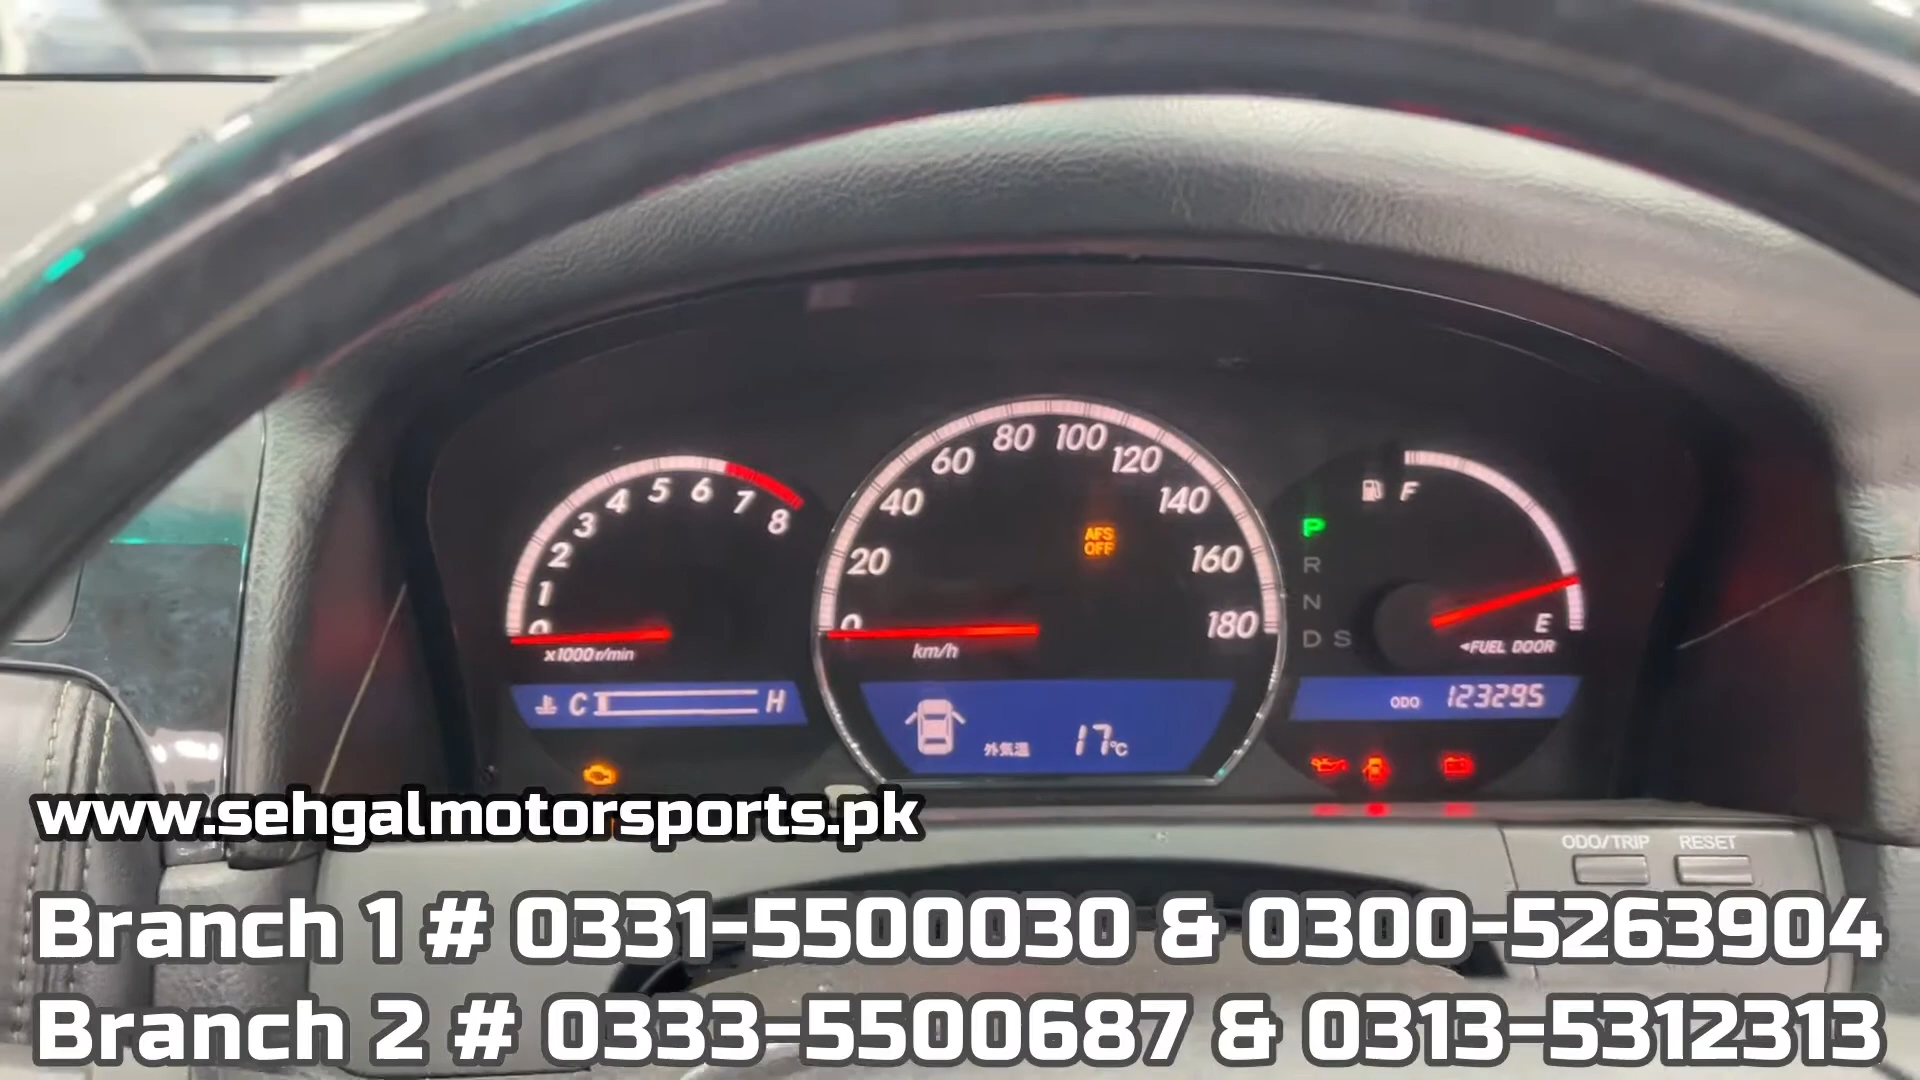 0 1 2 3 4 5 6 7 8
x1000 r/min
C H
0 20 40 60 80 100 120 140 160 180
km/h
AFS
OFF
外気温 17℃
P
R
N
D S
F
E
◄FUEL DOOR
ODO 123295
ODO/TRIP RESET
www.sehgalmotorsports.pk
Branch 1 # 0331-5500030 & 0300-5263904
Branch 2 # 0333-5500687 & 0313-5312313